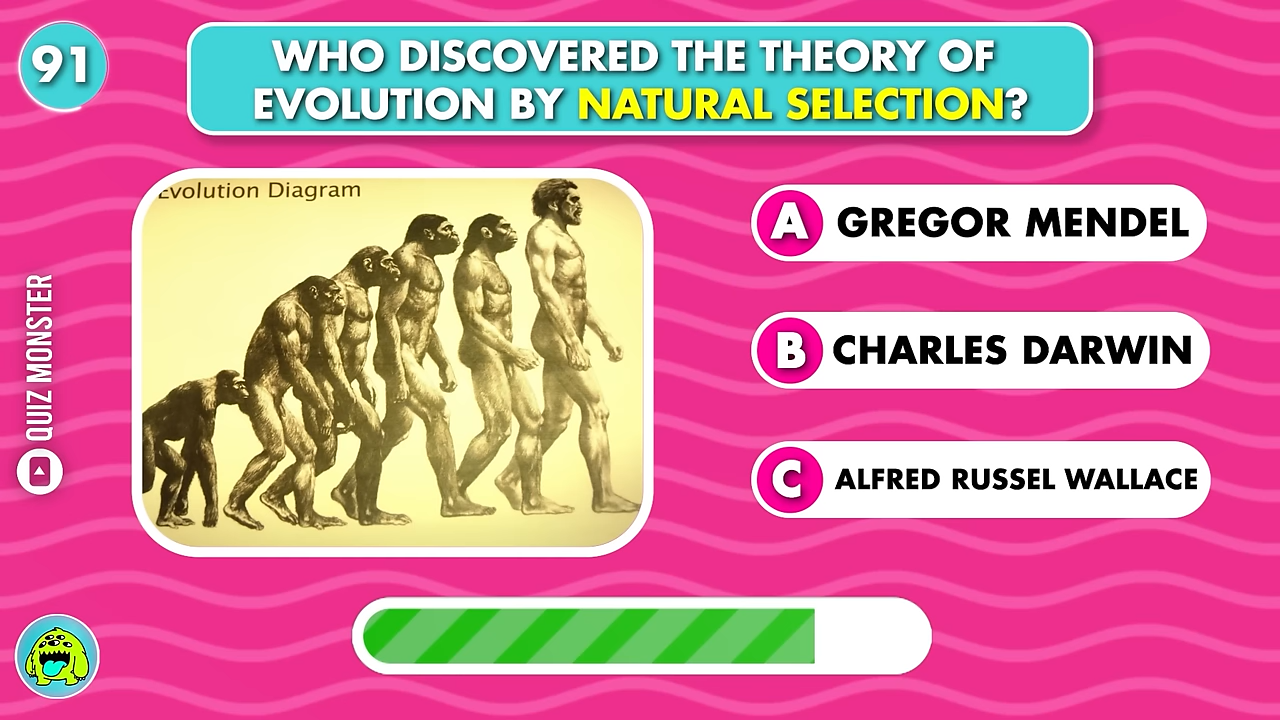 91
WHO DISCOVERED THE THEORY OF
EVOLUTION BY NATURAL SELECTION?
Evolution Diagram
A GREGOR MENDEL
B CHARLES DARWIN
C ALFRED RUSSEL WALLACE
QUIZ MONSTER